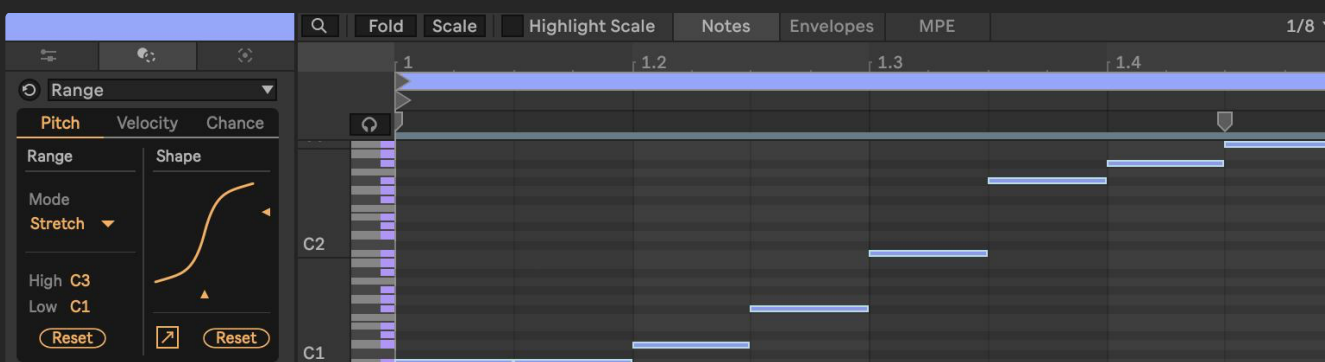 Fold Scale Highlight Scale Notes Envelopes MPE 1/8
1 1.2 1.3 1.4
Range
Pitch Velocity Chance
Range Shape
Mode
Stretch
High C3
Low C1
Reset Reset
C2
C1